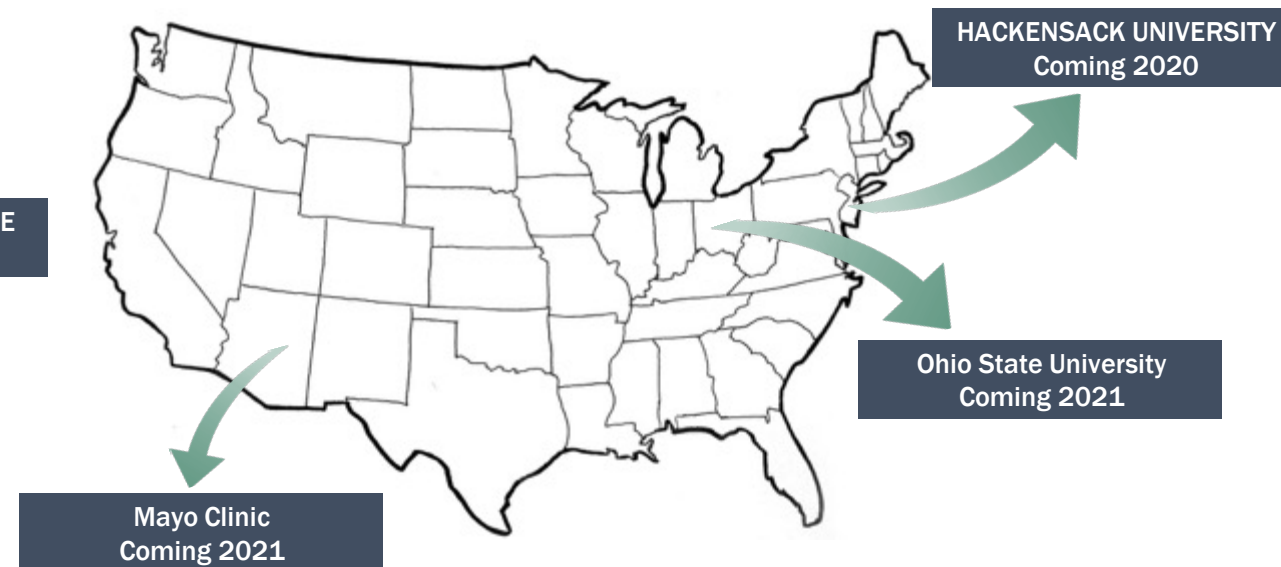 HACKENSACK UNIVERSITY
Coming 2020
E
Ohio State University
Coming 2021
Mayo Clinic
Coming 2021